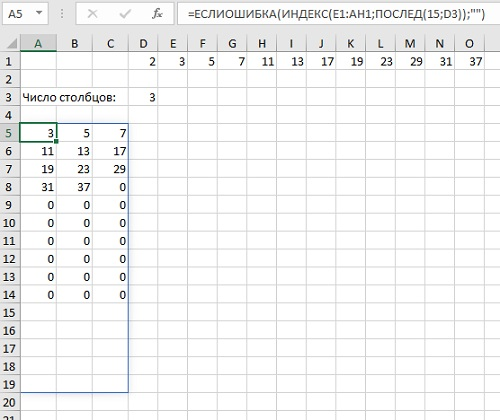 A5 fx =ЕСЛИОШИБКА(ИНДЕКС(E1:AH1;ПОСЛЕД(15;D3));"")
A B C D E F G H I J K L M N O
1 2 3 5 7 11 13 17 19 23 29 31 37
2
3 Число столбцов: 3
4
5 3 5 7
6 11 13 17
7 19 23 29
8 31 37 0
9 0 0 0
10 0 0 0
11 0 0 0
12 0 0 0
13 0 0 0
14 0 0 0
15
16
17
18
19
20
21